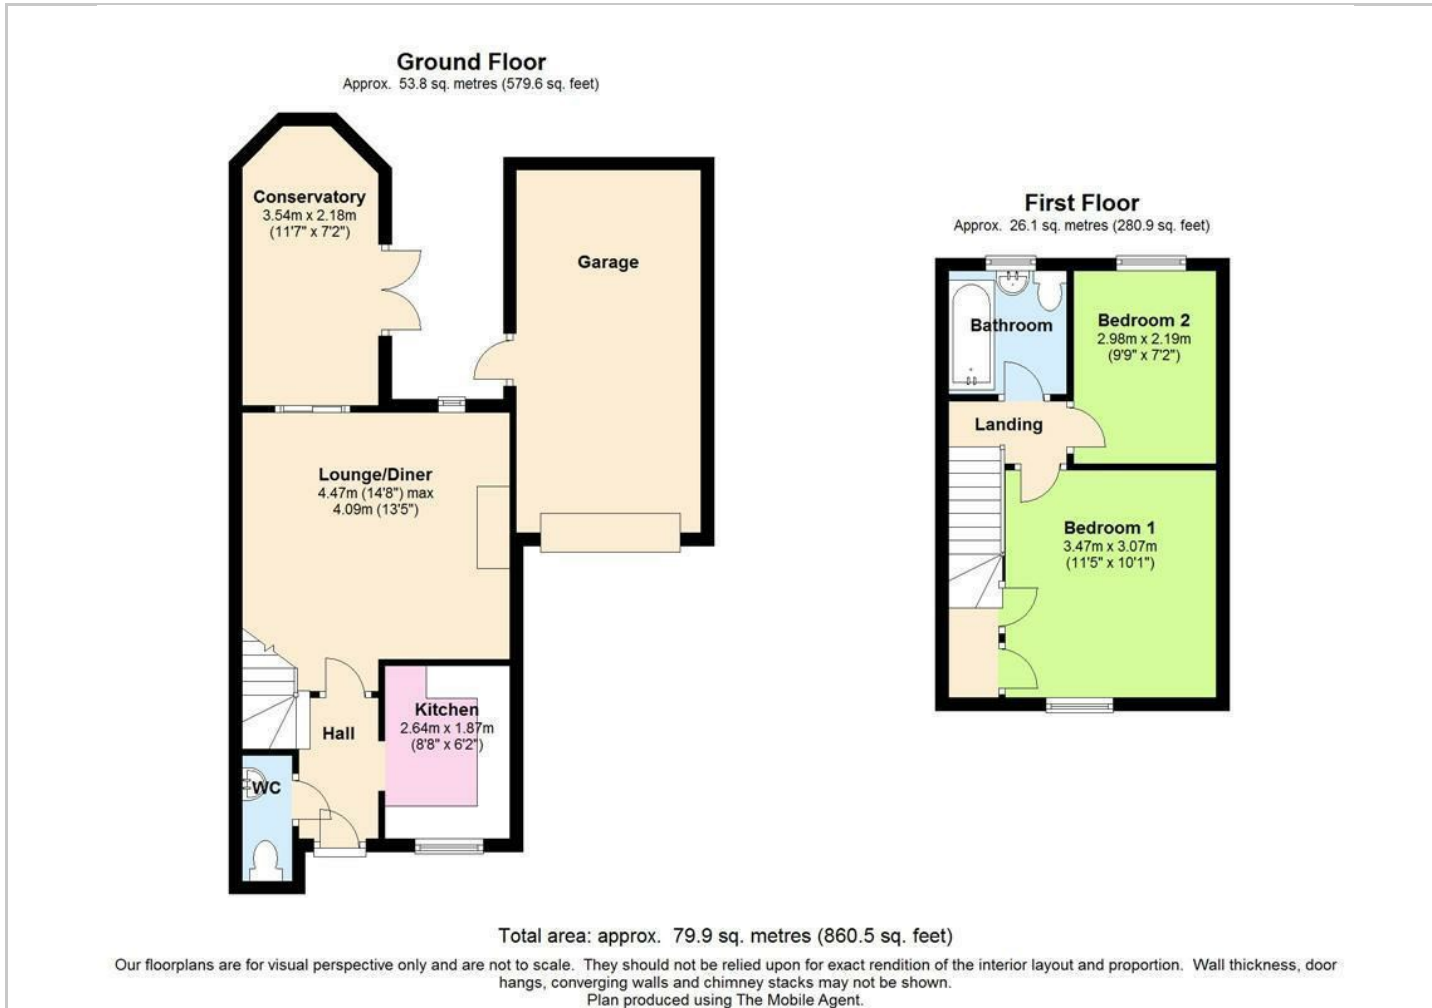 Ground Floor
Approx. 53.8 sq. metres (579.6 sq. feet)
Conservatory
3.54m x 2.18m
(11'7" x 7'2")
Garage
Lounge/Diner
4.47m (14'8") max
4.09m (13'5")
Kitchen
2.64m x 1.87m
(8'8" x 6'2")
Hall
WC
First Floor
Approx. 26.1 sq. metres (280.9 sq. feet)
Bathroom
Bedroom 2
2.98m x 2.19m
(9'9" x 7'2")
Landing
Bedroom 1
3.47m x 3.07m
(11'5" x 10'1")
Total area: approx. 79.9 sq. metres (860.5 sq. feet)
Our floorplans are for visual perspective only and are not to scale. They should not be relied upon for exact rendition of the interior layout and proportion. Wall thickness, door
hangs, converging walls and chimney stacks may not be shown.
Plan produced using The Mobile Agent.